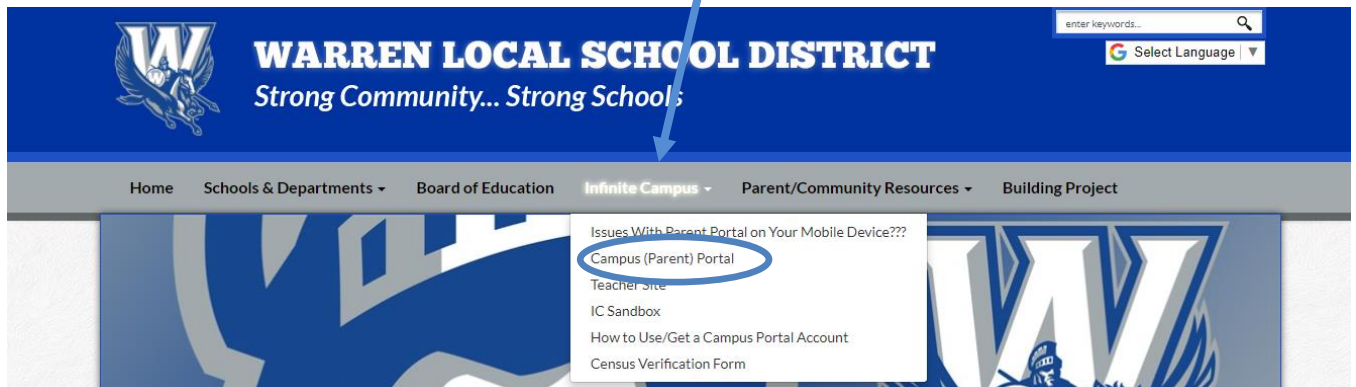 enter keywords...
G Select Language ▼
W
WARREN LOCAL SCHOOL DISTRICT
Strong Community... Strong Schools
Home Schools & Departments Board of Education Infinite Campus Parent/Community Resources Building Project
Issues With Parent Portal on Your Mobile Device???
Campus (Parent) Portal
Teacher Site
IC Sandbox
How to Use/Get a Campus Portal Account
Census Verification Form
W